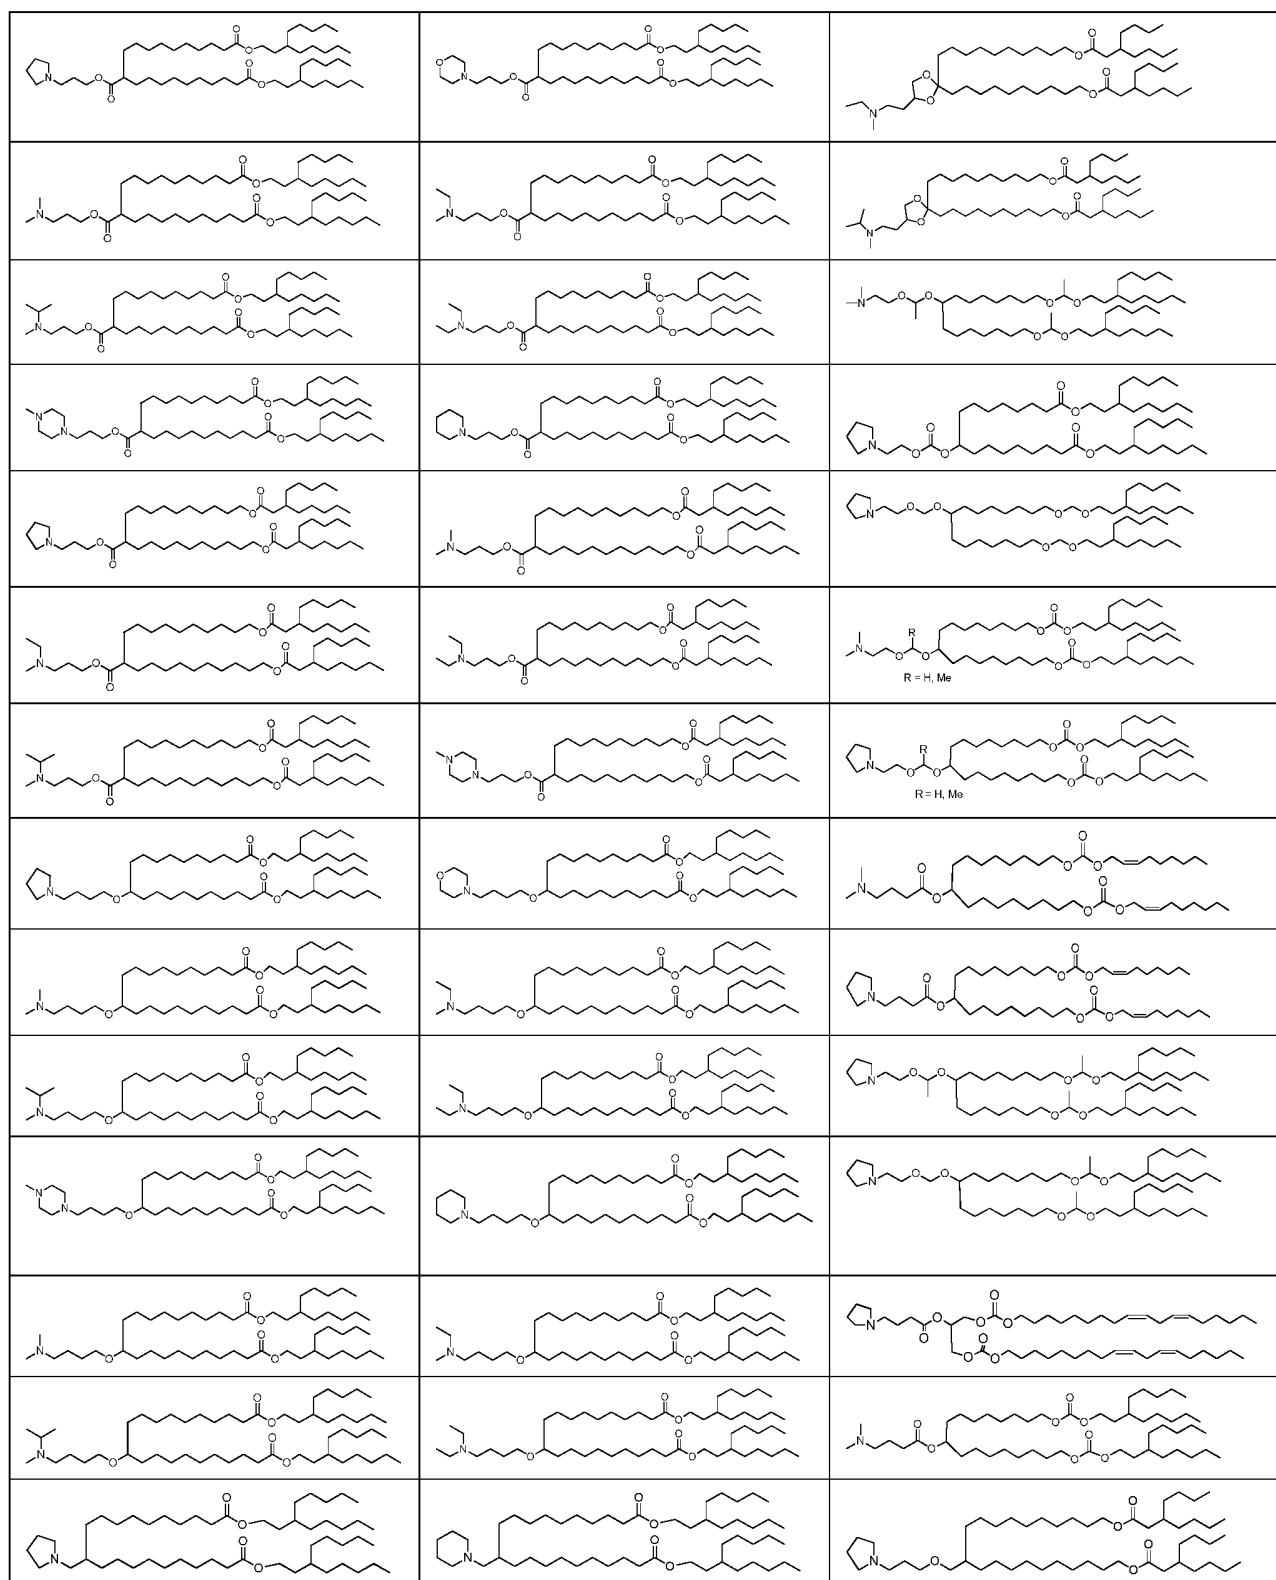 O O O
O O O
O O O O O
N O O N O O O O
O O N
O O O
O O O
O O O O
N O O N O O O O
O O N
O O O O O O
O O N O O
O O O O
N O O N O O O O
O O
O O O
O O O
N O O N O O O O
N O O N O O N O O O
O O
O O
O O O O O O
O O N
N O O N O O O O
O O
O O O
O O R O O
O O N O O
N O O N O O O O O O
O O R = H, Me
O O O
O O R O O
O O N O O
N O O N N O O O O O O
O O R = H, Me
O O O
O O O O
O O O N O O
N O O N O O O O O
O O O
O O O O
O O N O O
N O O N O O O O O
O O O O O O
O O N O O
O O O O
N O O N O O
O O O O
O O N O O
N O O O O O
N O O N O O
O O O
O O N O O O
O O O O
N O O N O O O O
O O O
O O O O
O O N O O O
N O O N O O O O O
O O O
O O O
O O
N O N O N O O O